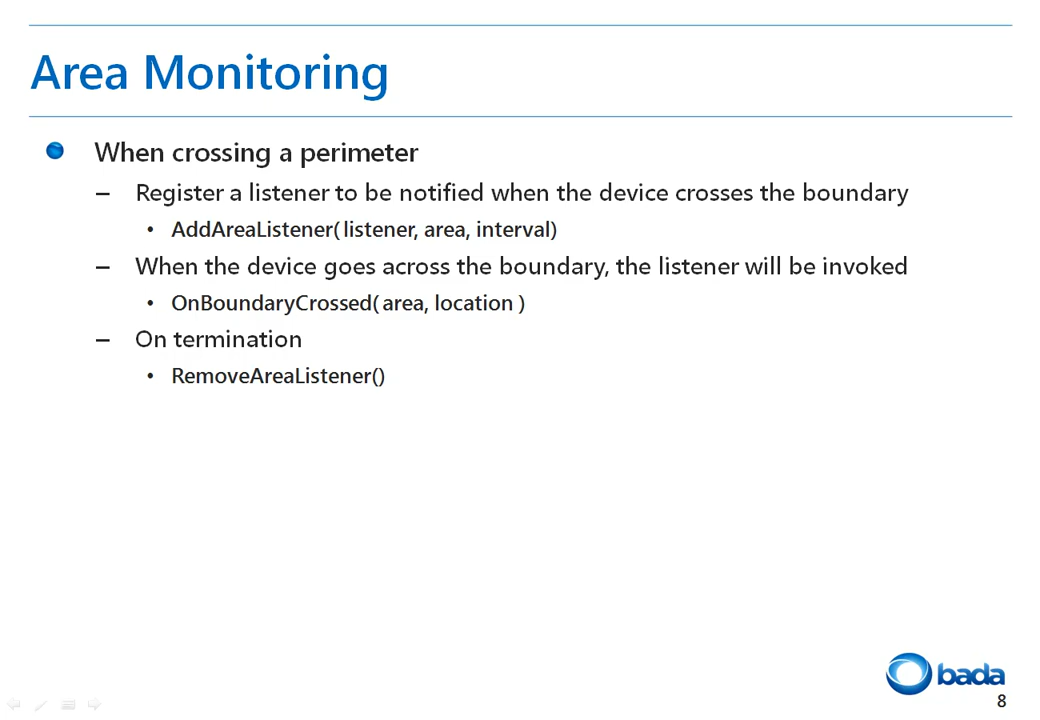 Area Monitoring
When crossing a perimeter
– Register a listener to be notified when the device crosses the boundary
• AddAreaListener( listener, area, interval)
– When the device goes across the boundary, the listener will be invoked
• OnBoundaryCrossed( area, location )
– On termination
• RemoveAreaListener()
bada
8